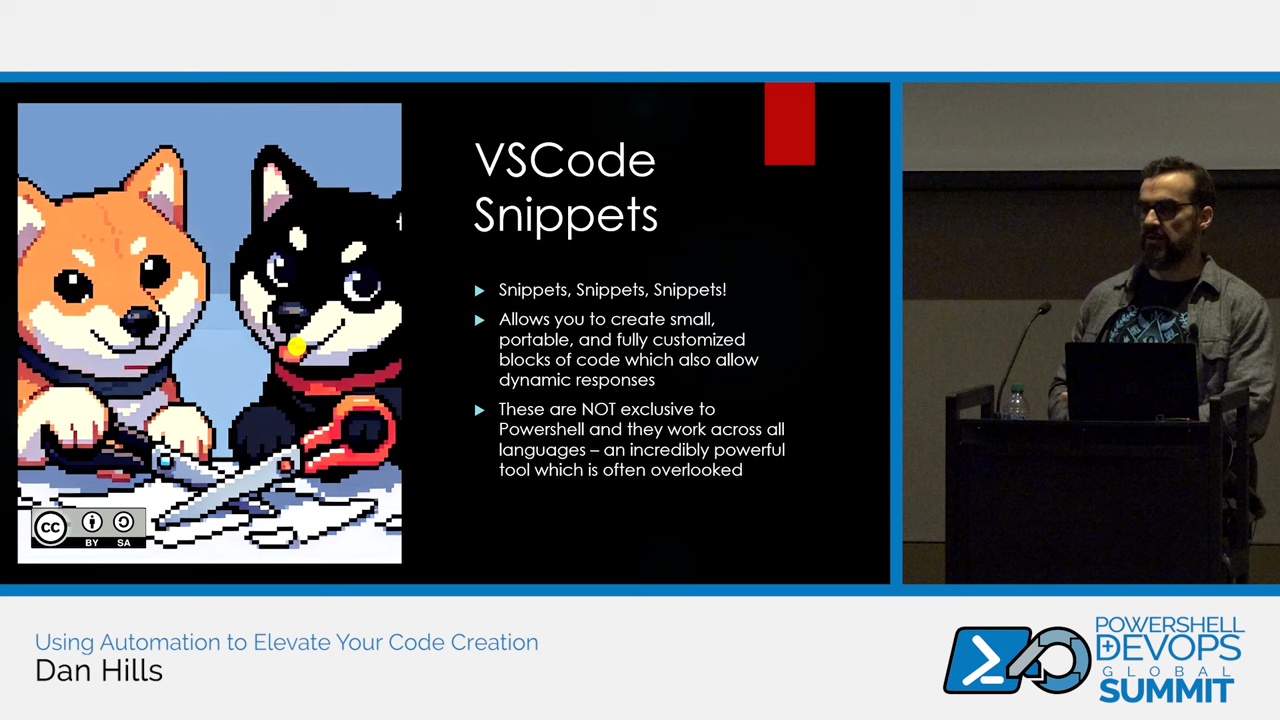 VSCode
Snippets
Snippets, Snippets, Snippets!
Allows you to create small,
portable, and fully customized
blocks of code which also allow
dynamic responses
These are NOT exclusive to
Powershell and they work across all
languages – an incredibly powerful
tool which is often overlooked
cc
BY SA
Using Automation to Elevate Your Code Creation
Dan Hills
POWERSHELL
DEVOPS
GLOBAL
SUMMIT